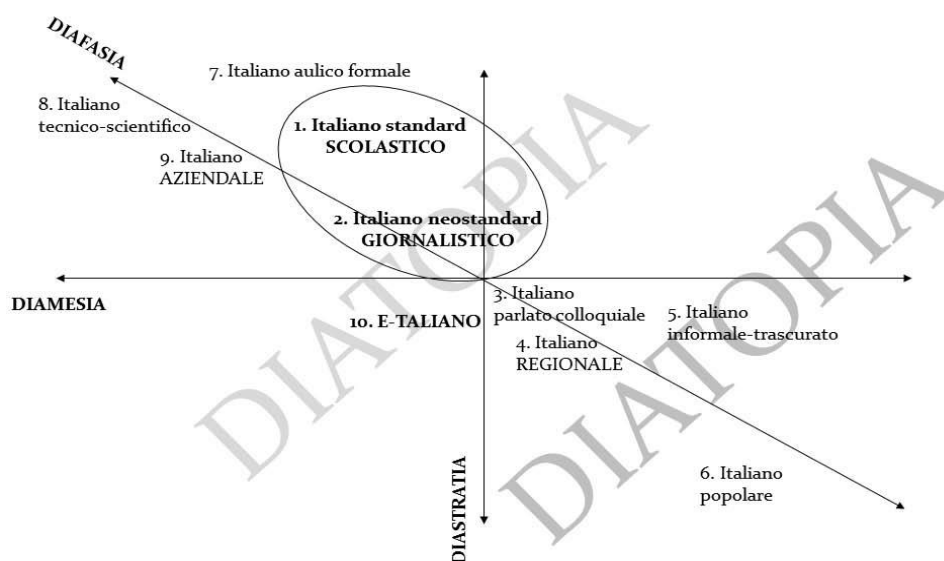 DIAFASIA
7. Italiano aulico formale
8. Italiano
tecnico-scientifico
1. Italiano standard
SCOLASTICO
9. Italiano
AZIENDALE
2. Italiano neostandard
GIORNALISTICO
DIAMESIA
3. Italiano
parlato colloquiale
10. E-TALIANO
5. Italiano
informale-trascurato
4. Italiano
REGIONALE
6. Italiano
popolare
DIASTRATIA
DIATOPIA
DIATOPIA